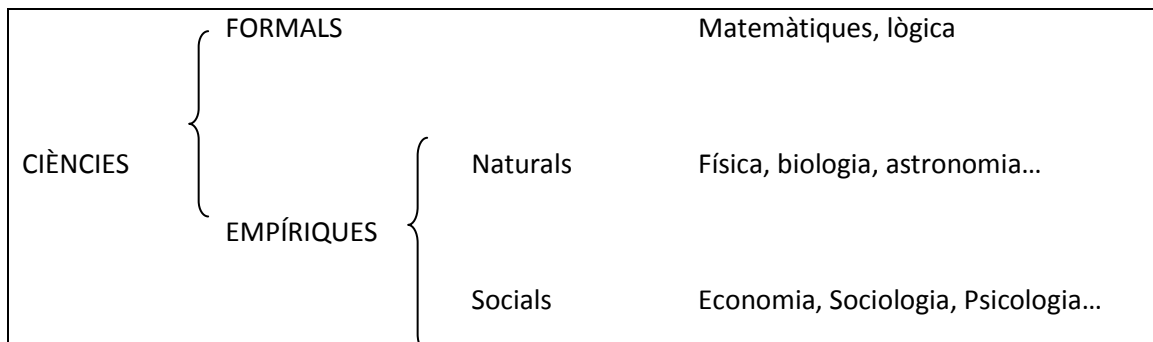 FORMALS Matemàtiques, lògica
CIÈNCIES Naturals Física, biologia, astronomia…
EMPÍRIQUES
Socials Economia, Sociologia, Psicologia…